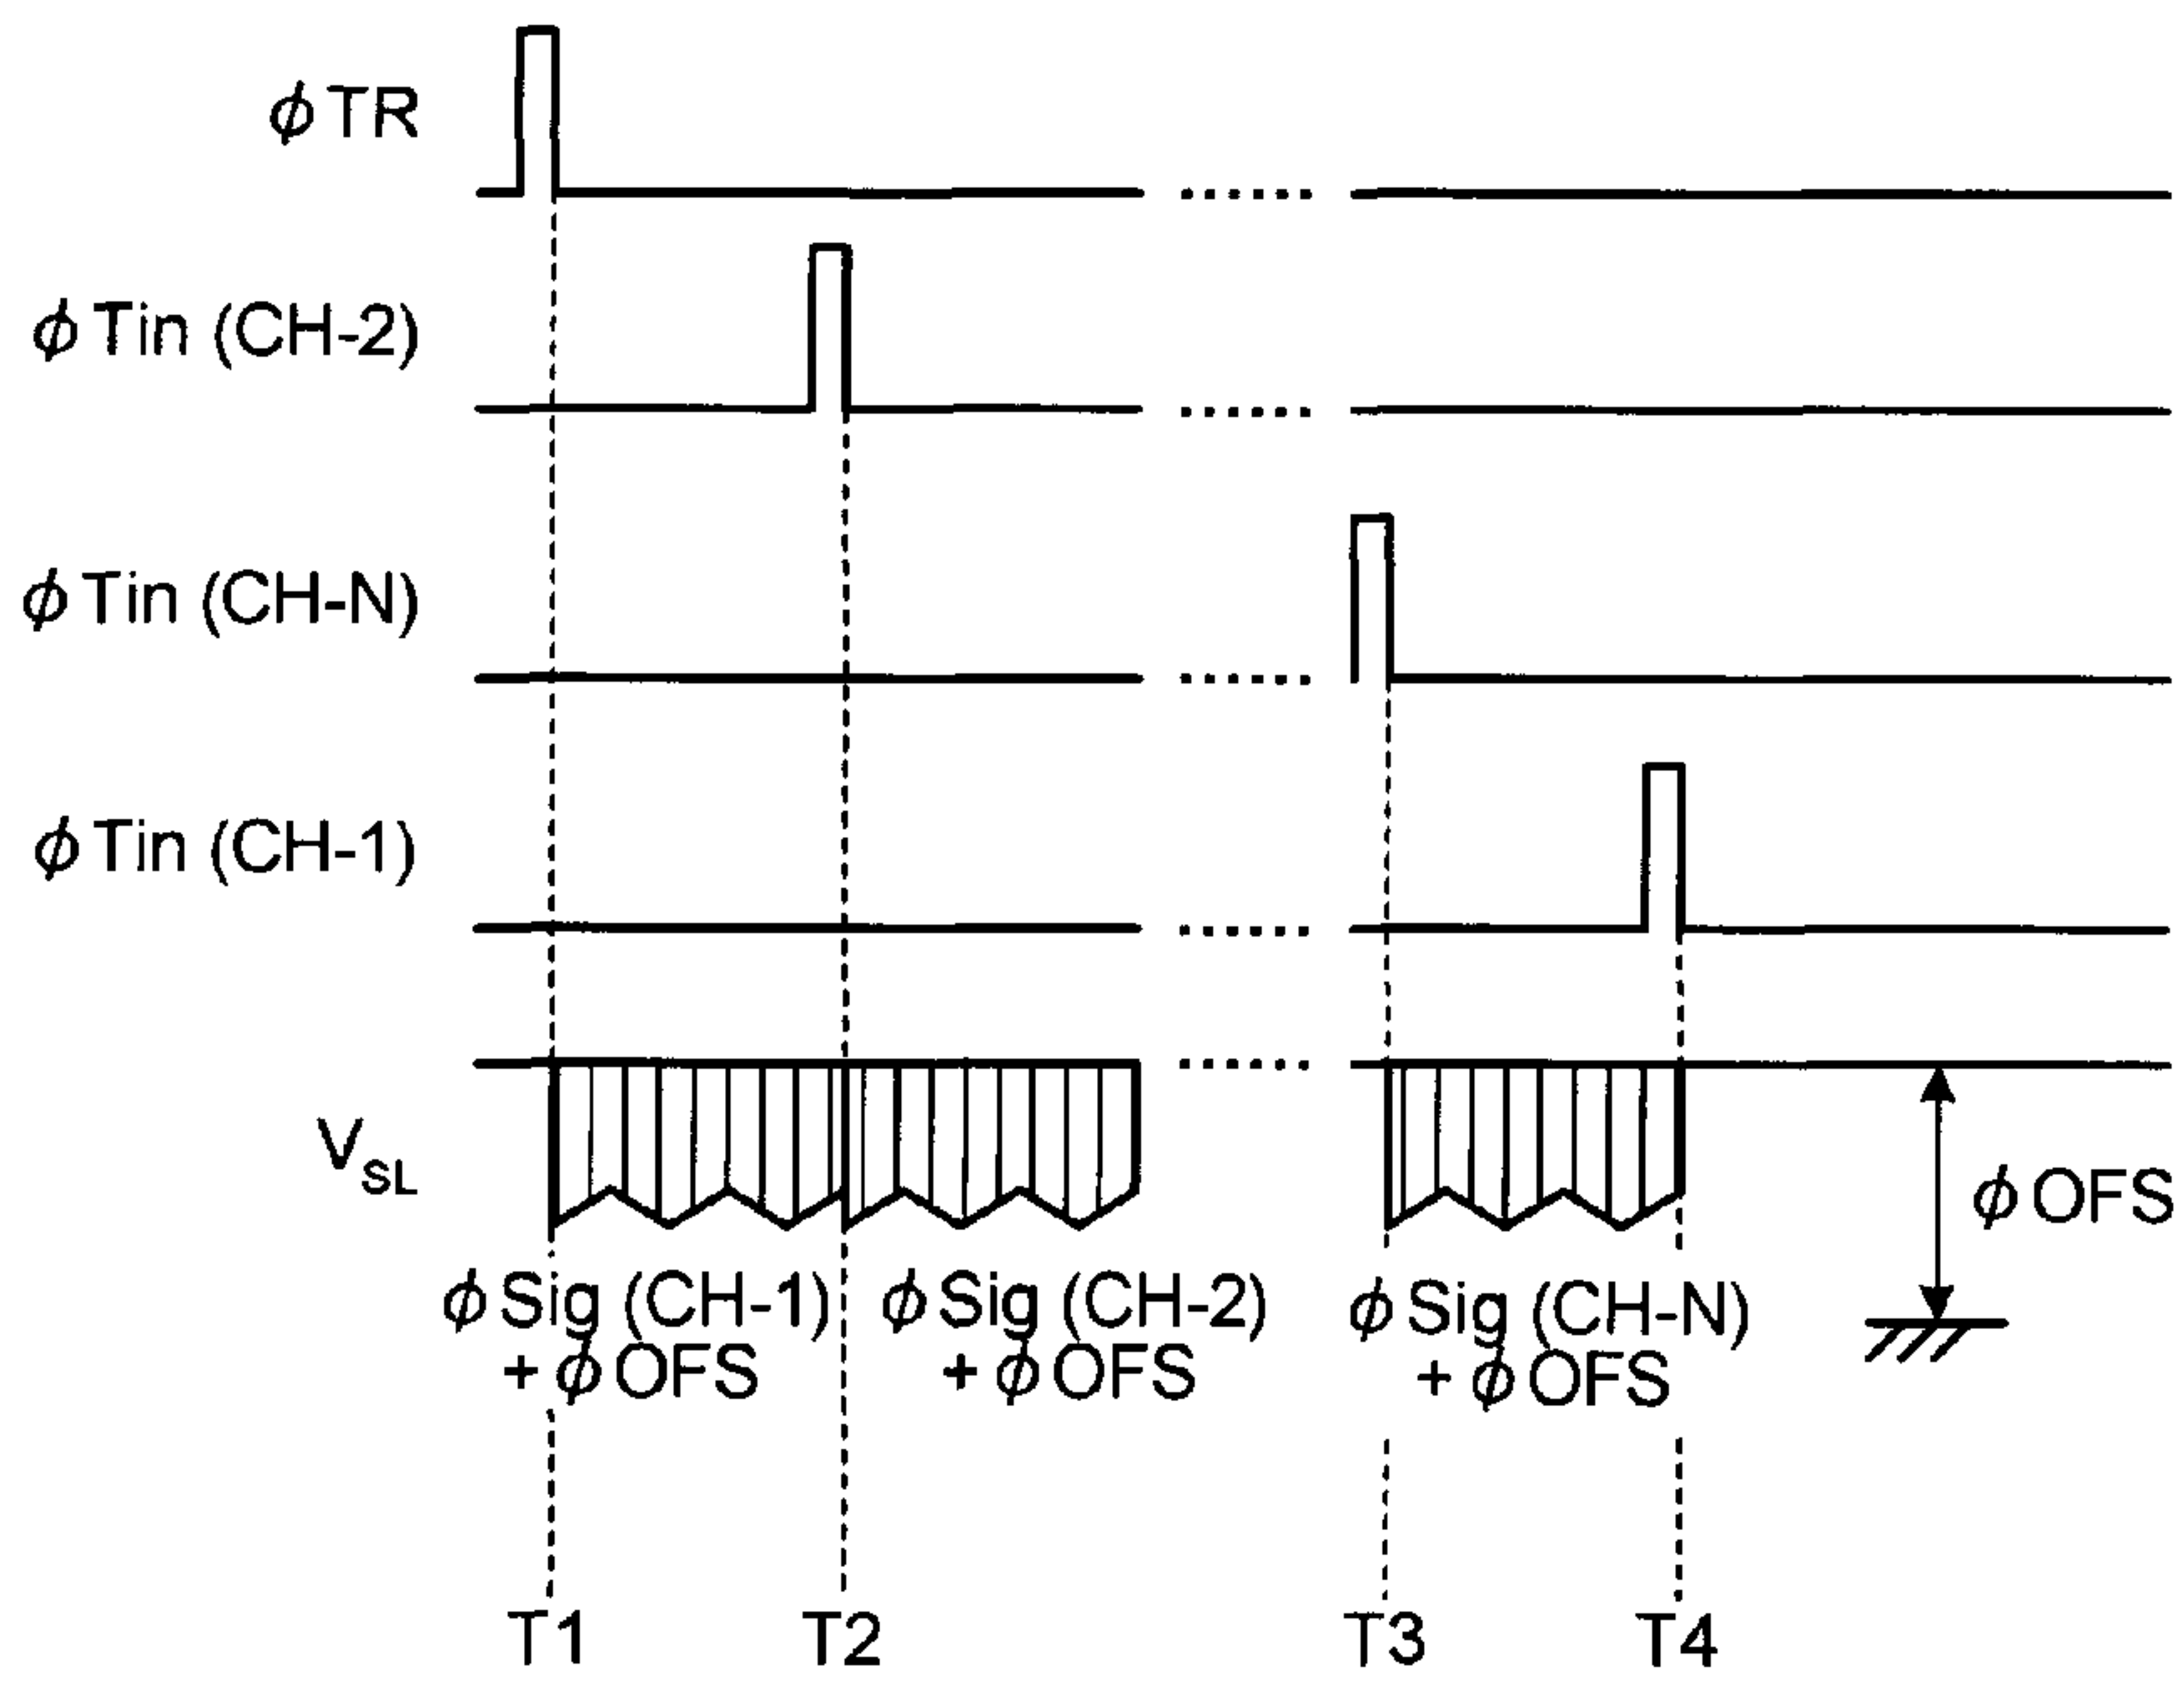 ϕTR
ϕTin (CH-2)
ϕTin (CH-N)
ϕTin (CH-1)
VSL
ϕOFS
ϕSig (CH-1) + ϕOFS
ϕSig (CH-2) + ϕOFS
ϕSig (CH-N) + ϕOFS
T1 T2 T3 T4